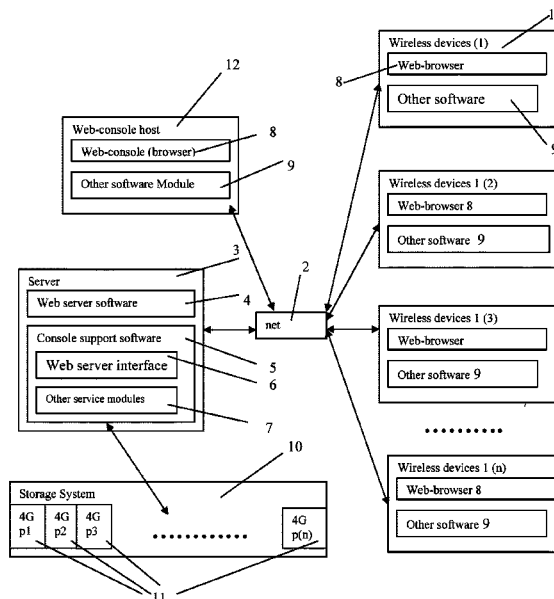 1
Wireless devices (1)
Web-browser
8
Other software
9
12
Web-console host
Web-console (browser)
8
Other software Module
9
Wireless devices 1 (2)
Web-browser 8
Other software 9
3
Server
Web server software
4
Console support software
5
Web server interface
6
Other service modules
7
2
net
Wireless devices 1 (3)
Web-browser
Other software 9
Wireless devices 1 (n)
Web-browser 8
Other software 9
10
Storage System
4G p1
4G p2
4G p3
4G p(n)
11